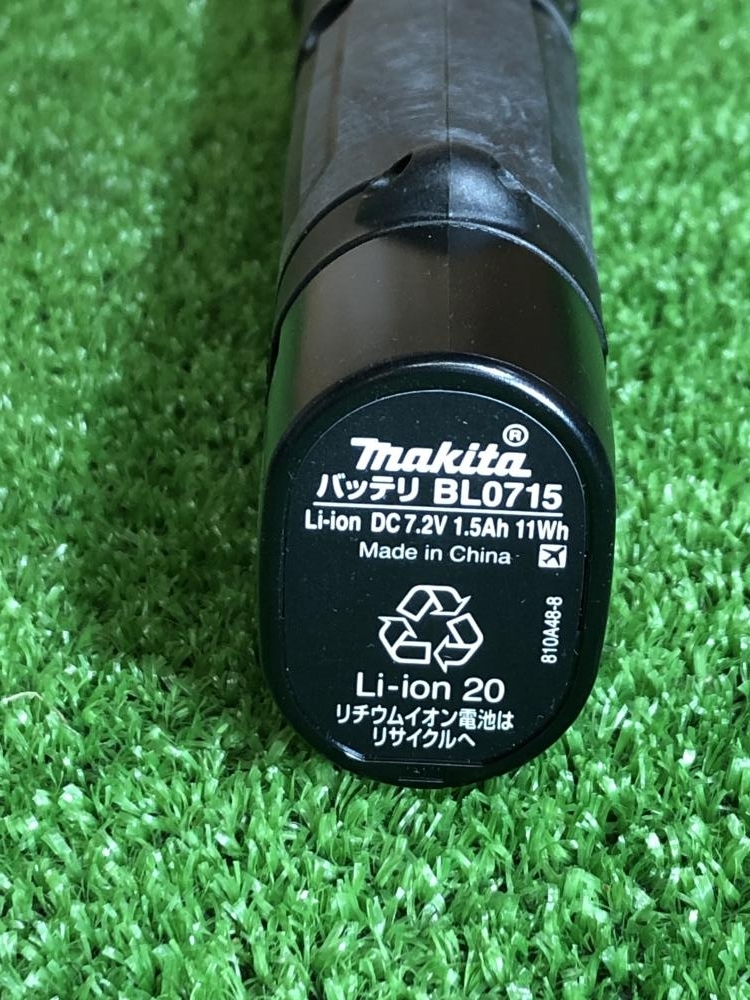 makita®
バッテリ BL0715
Li-ion DC 7.2V 1.5Ah 11Wh
Made in China
810A48-8
Li-ion 20
リチウムイオン電池は
リサイクルへ